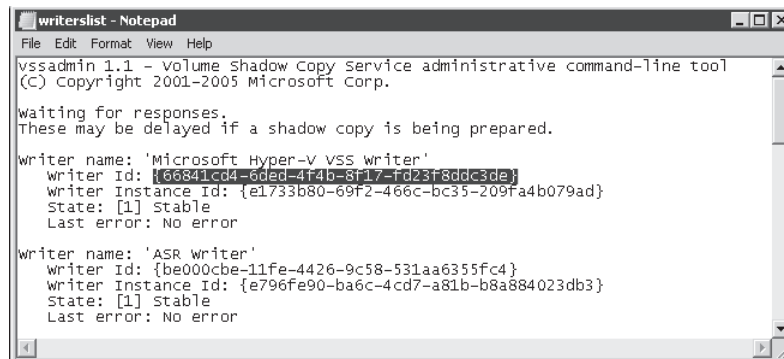 writerslist - Notepad
File Edit Format View Help
vssadmin 1.1 - Volume Shadow Copy Service administrative command-line tool
(C) Copyright 2001-2005 Microsoft Corp.
Waiting for responses.
These may be delayed if a shadow copy is being prepared.
Writer name: 'Microsoft Hyper-V VSS Writer'
Writer Id: {66841cd4-6ded-4f4b-8f17-fd23f8ddc3de}
Writer Instance Id: {e1733b80-69f2-466c-bc35-209fa4b079ad}
State: [1] Stable
Last error: No error
Writer name: 'ASR Writer'
Writer Id: {be000cbe-11fe-4426-9c58-531aa6355fc4}
Writer Instance Id: {e796fe90-ba6c-4cd7-a81b-b8a884023db3}
State: [1] Stable
Last error: No error